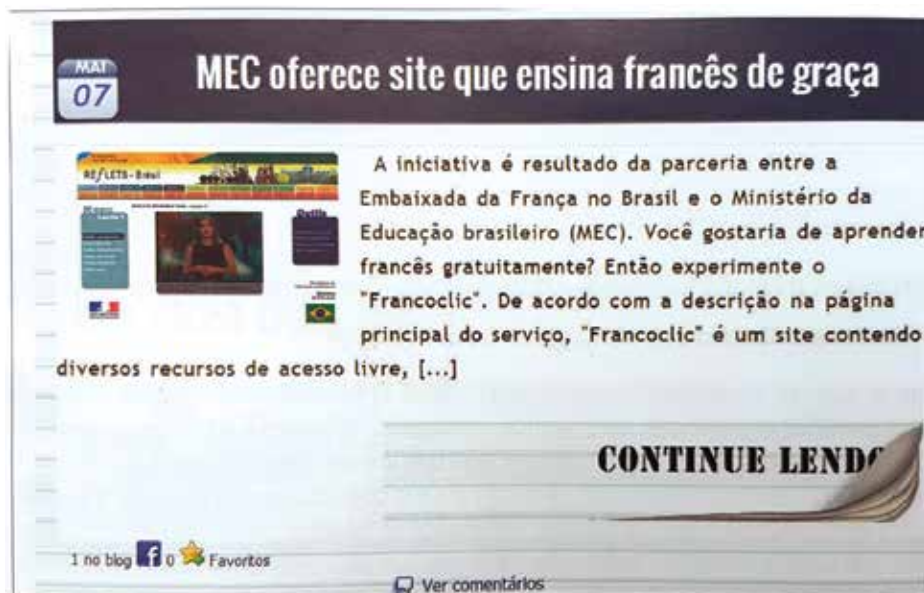 MAI
07
MEC oferece site que ensina francês de graça
REfLETS-Brésil
A iniciativa é resultado da parceria entre a
Embaixada da França no Brasil e o Ministério da
Educação brasileiro (MEC). Você gostaria de aprender
francês gratuitamente? Então experimente o
"Francoclic". De acordo com a descrição na página
principal do serviço, "Francoclic" é um site contendo
diversos recursos de acesso livre, [...]
CONTINUE LENDO
1 no blog f 0 Favoritos
Ver comentários